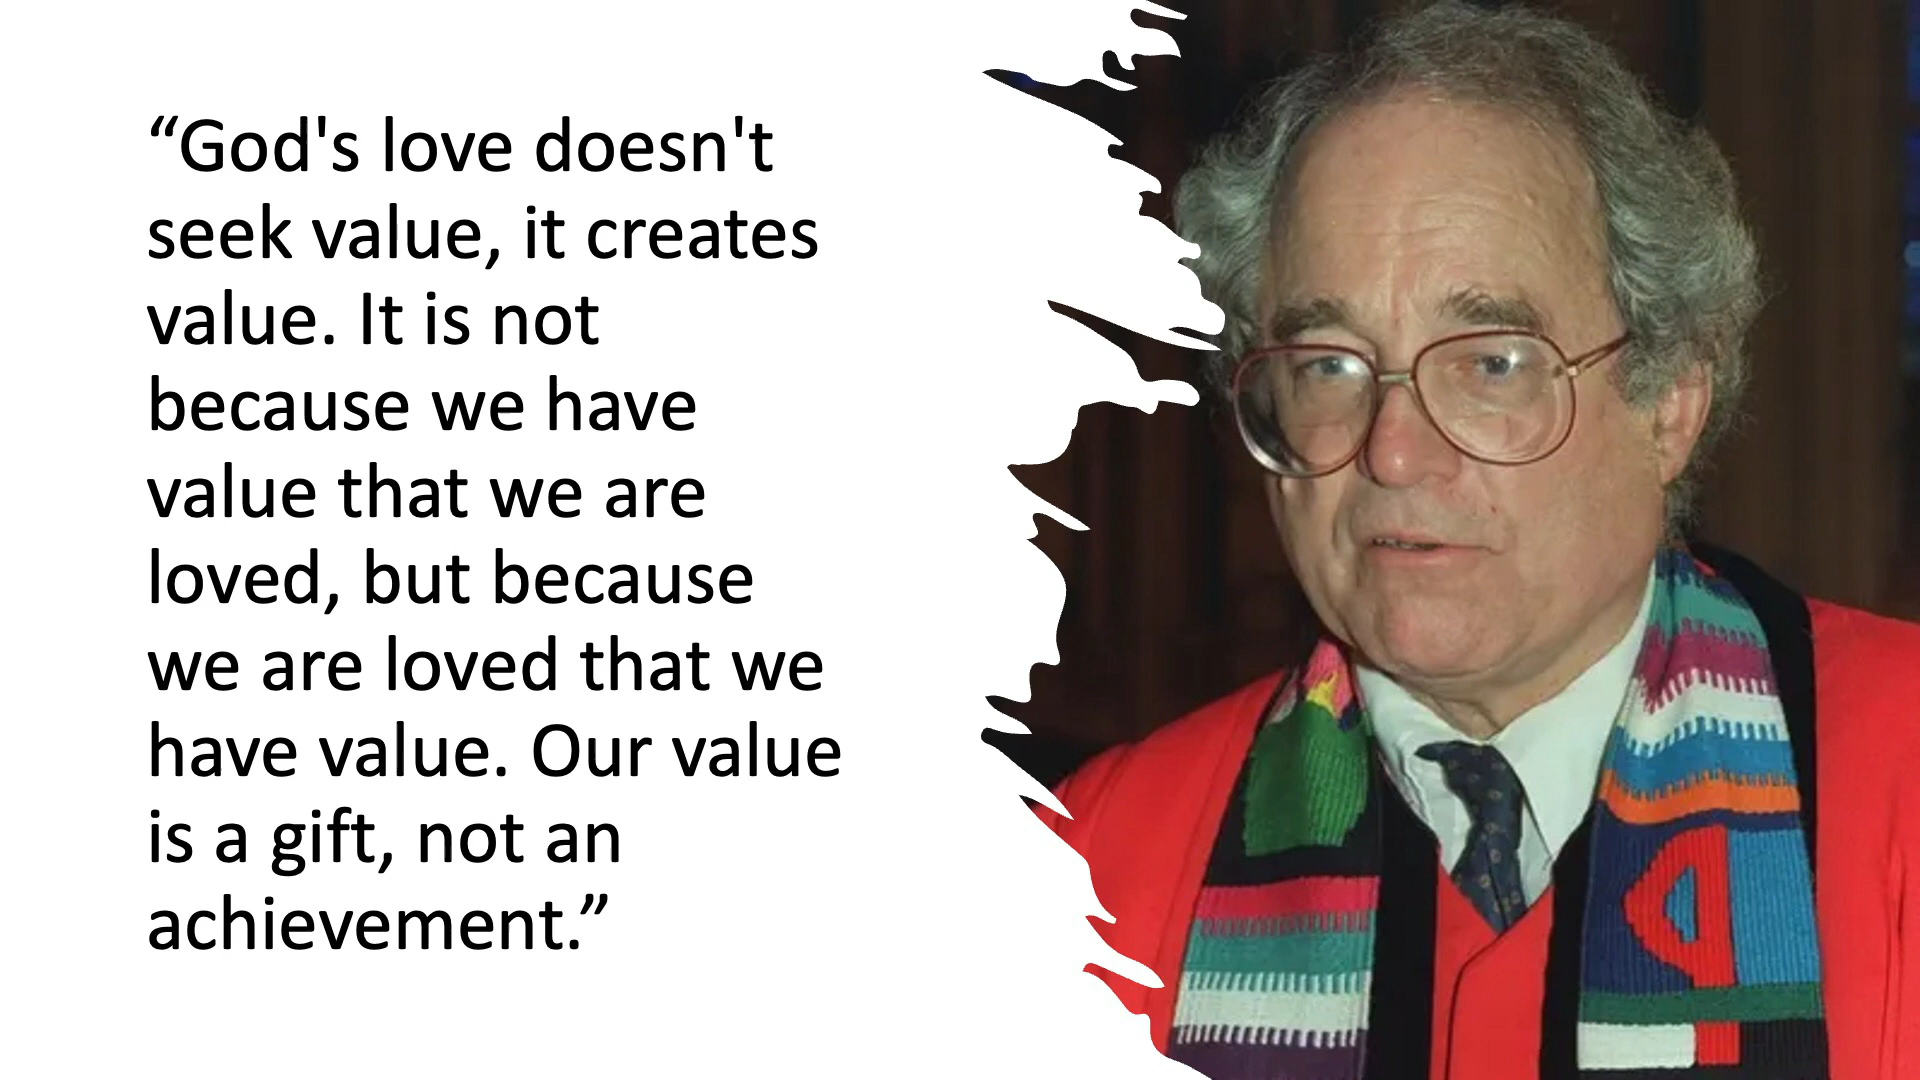 “God's love doesn't
seek value, it creates
value. It is not
because we have
value that we are
loved, but because
we are loved that we
have value. Our value
is a gift, not an
achievement.”